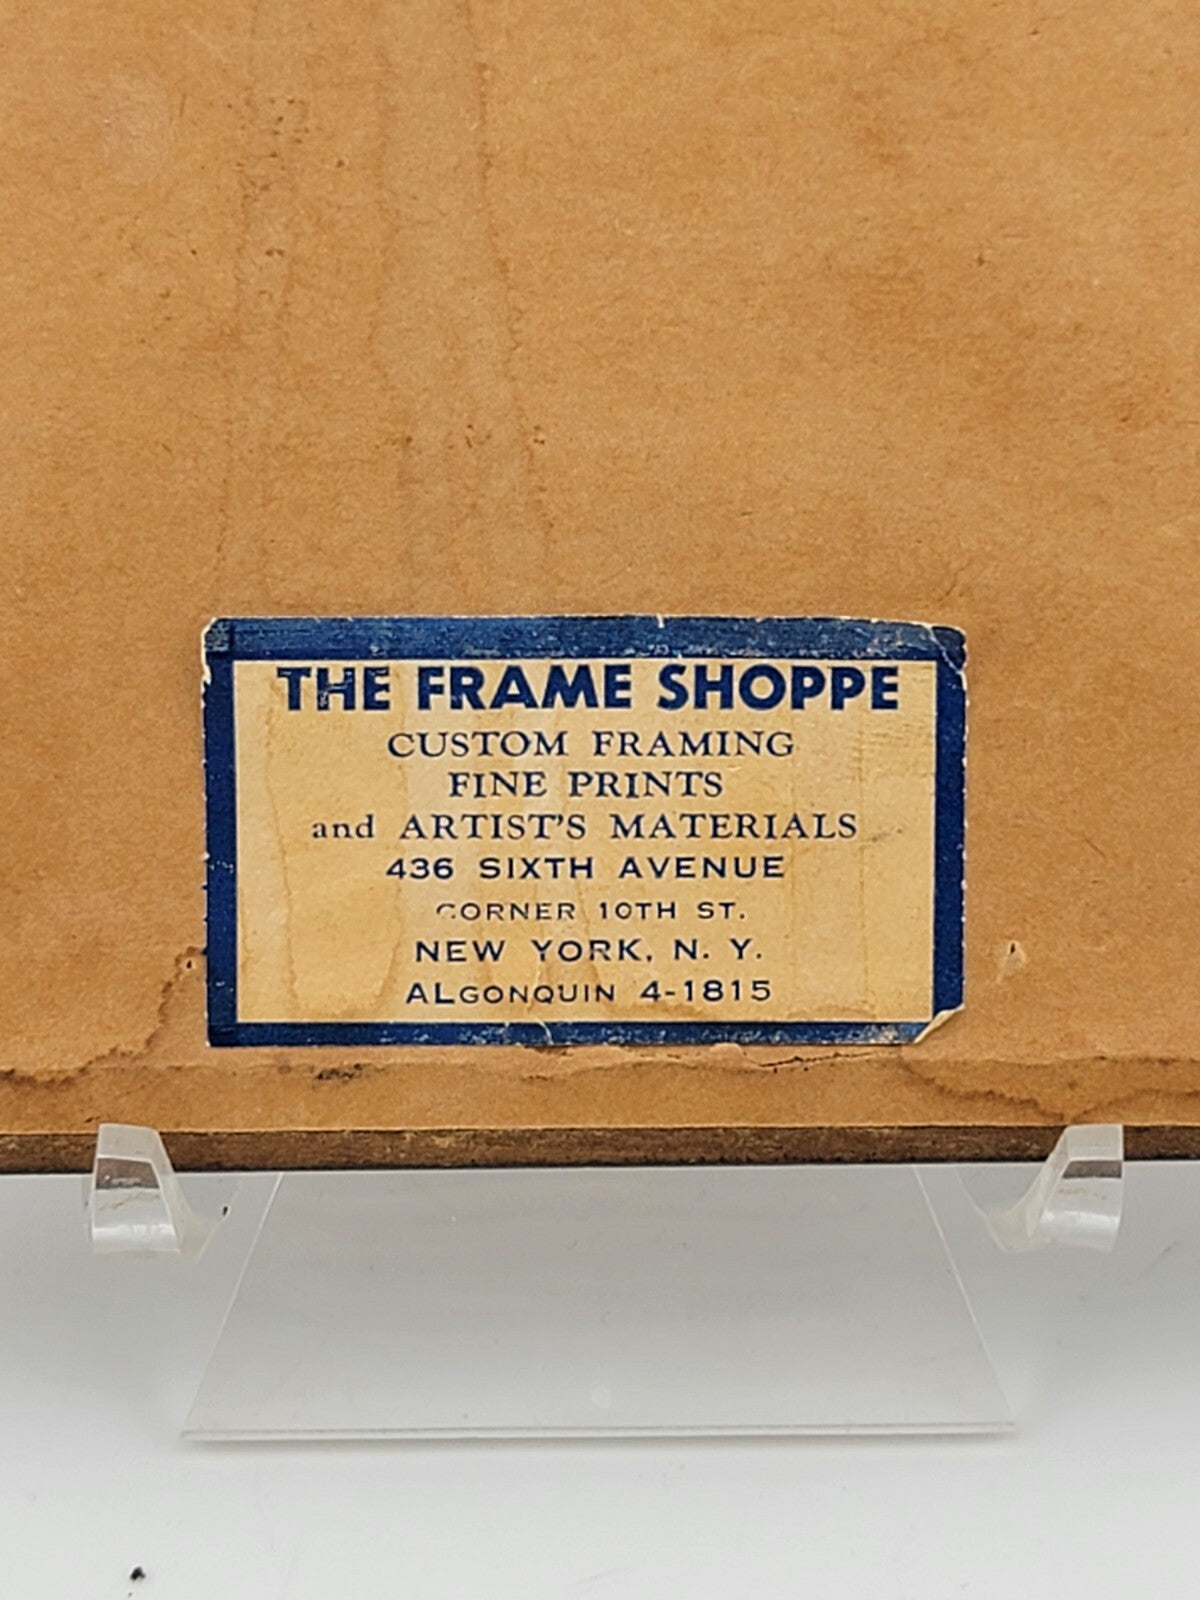 THE FRAME SHOPPE
CUSTOM FRAMING
FINE PRINTS
and ARTIST'S MATERIALS
436 SIXTH AVENUE
CORNER 10TH ST.
NEW YORK, N. Y.
ALGONQUIN 4-1815